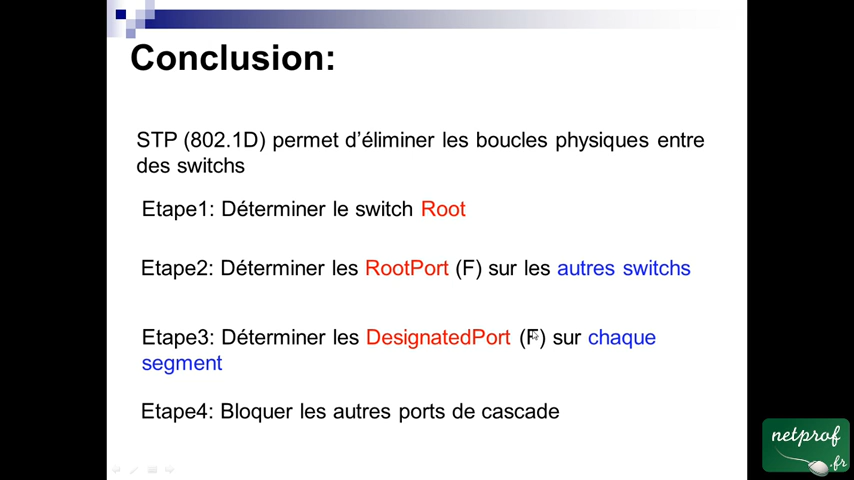 Conclusion:
STP (802.1D) permet d’éliminer les boucles physiques entre
des switchs
Etape1: Déterminer le switch Root
Etape2: Déterminer les RootPort (F) sur les autres switchs
Etape3: Déterminer les DesignatedPort (F) sur chaque
segment
Etape4: Bloquer les autres ports de cascade
netprof
.fr